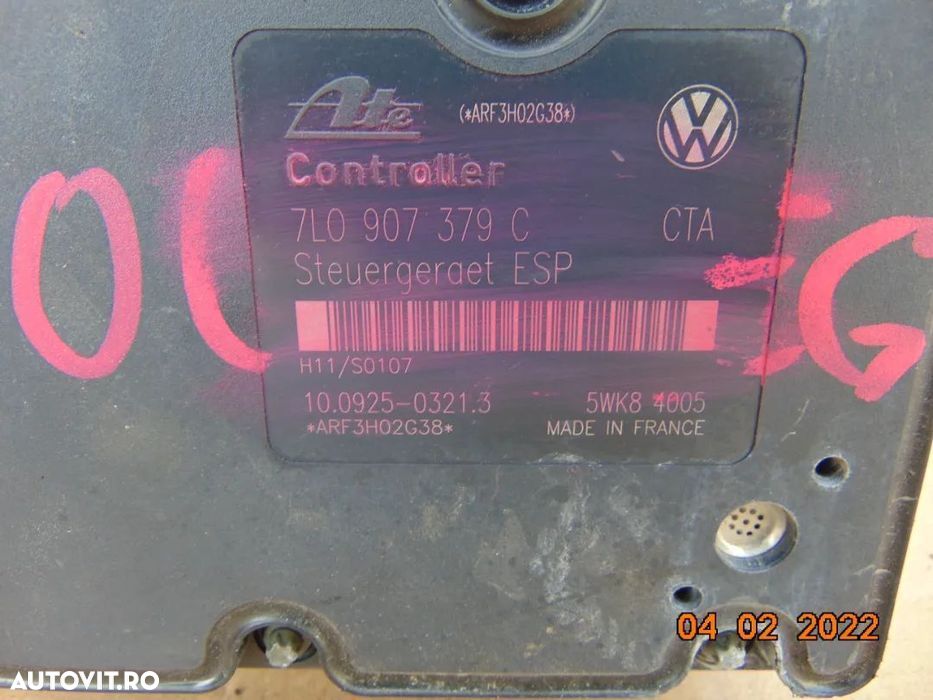 Ate (*ARF3H02G38*)
Controller
7L0 907 379 C CTA
Steuergeraet ESP
H11/S0107
10.0925-0321.3 5WK8 4005
*ARF3H02G38* MADE IN FRANCE
04 02 2022
AUTOVIT.RO